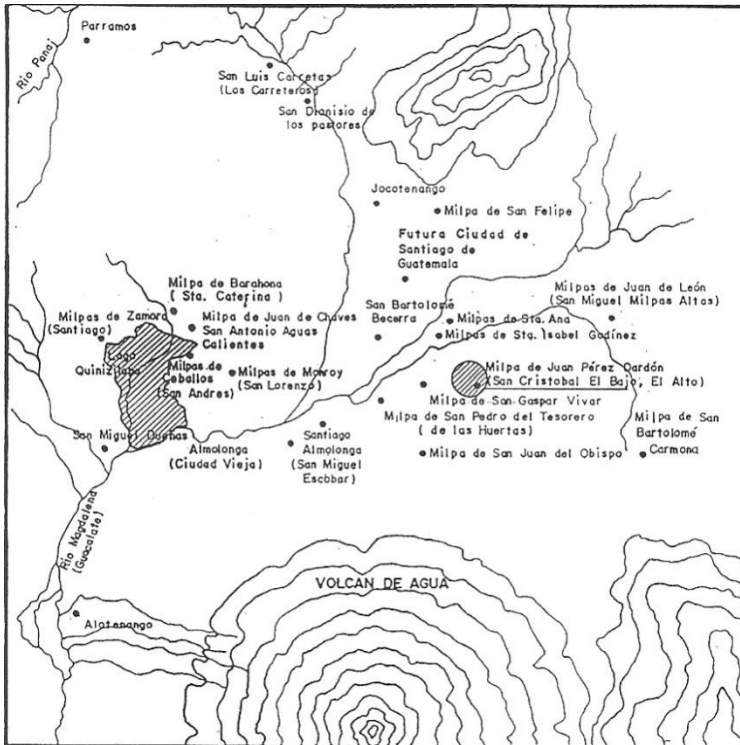 Parramos
Río Panaj
San Luis Carretas
(Los Carreteros)
San Dionisio de
los pastores
Jocotenango
Milpa de San Felipe
Futura Ciudad de
Santiago de
Guatemala
Milpa de Barahona
(Sta. Caterina)
Milpas de Juan de León
(San Miguel Milpas Altas)
Milpas de Zamora
(Santiago)
Milpa de Juan de Chaves
San Antonio Aguas
Calientes
San Bartolomé
Becerra
Milpas de Sta. Ana
Milpas de Sta. Isabel Godínez
Lago
Milpas de
Ceballos
(San Andres)
Milpas de Monroy
(San Lorenzo)
Milpa de Juan Pérez Dardón
(San Cristobal El Bajo, El Alto)
Milpa de San Gaspar Vivar
Milpa de San Pedro del Tesorero
(de las Huertas)
Milpa de San
Bartolomé
Carmona
San Miguel Dueñas
Almolonga
(Ciudad Vieja)
Santiago
Almolonga
(San Miguel
Escobar)
Milpa de San Juan del Obispo
Río Magdalena
(Guacalate)
VOLCAN DE AGUA
Alotenango